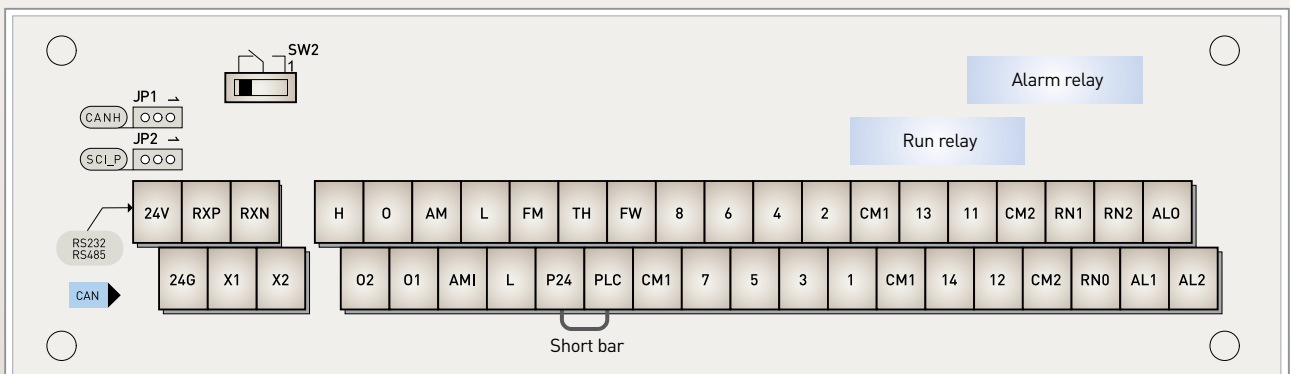 SW2
1
Alarm relay
JP1
CANH
Run relay
JP2
SCI_P
24V RXP RXN H O AM L FM TH FW 8 6 4 2 CM1 13 11 CM2 RN1 RN2 AL0
RS232
RS485
24G X1 X2 O2 O1 AMI L P24 PLC CM1 7 5 3 1 CM1 14 12 CM2 RN0 AL1 AL2
CAN
Short bar